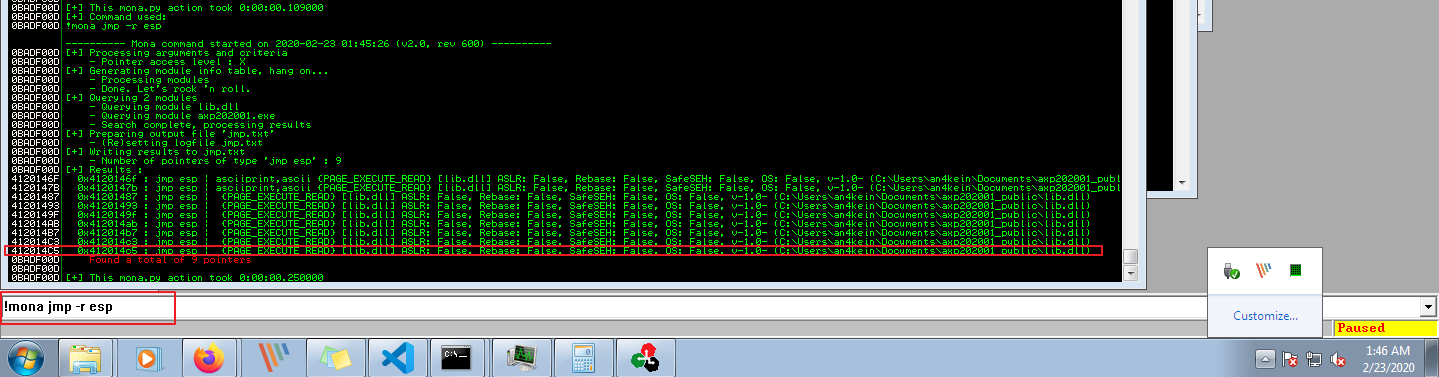 0BADF00D [+] This mona.py action took 0:00:00.109000
0BADF00D [+] Command used:
0BADF00D !mona jmp -r esp
---------- Mona command started on 2020-02-23 01:45:26 (v2.0, rev 600) ----------
0BADF00D [+] Processing arguments and criteria
0BADF00D - Pointer access level : X
0BADF00D [+] Generating module info table, hang on...
0BADF00D - Processing modules
0BADF00D - Done. Let's rock 'n roll.
0BADF00D [+] Querying 2 modules
0BADF00D - Querying module lib.dll
0BADF00D - Querying module axp202001.exe
0BADF00D - Search complete, processing results
0BADF00D [+] Preparing output file 'jmp.txt'
0BADF00D - (Re)setting logfile jmp.txt
0BADF00D [+] Writing results to jmp.txt
0BADF00D - Number of pointers of type 'jmp esp' : 9
0BADF00D [+] Results :
4120146F 0x4120146f : jmp esp | asciiprint,ascii {PAGE_EXECUTE_READ} [lib.dll] ASLR: False, Rebase: False, SafeSEH: False, OS: False, v-1.0- (C:\Users\an4kein\Documents\axp202001_publ
4120147B 0x4120147b : jmp esp | asciiprint,ascii {PAGE_EXECUTE_READ} [lib.dll] ASLR: False, Rebase: False, SafeSEH: False, OS: False, v-1.0- (C:\Users\an4kein\Documents\axp202001_publ
41201487 0x41201487 : jmp esp | {PAGE_EXECUTE_READ} [lib.dll] ASLR: False, Rebase: False, SafeSEH: False, OS: False, v-1.0- (C:\Users\an4kein\Documents\axp202001_public\lib.dll)
41201493 0x41201493 : jmp esp | {PAGE_EXECUTE_READ} [lib.dll] ASLR: False, Rebase: False, SafeSEH: False, OS: False, v-1.0- (C:\Users\an4kein\Documents\axp202001_public\lib.dll)
4120149F 0x4120149f : jmp esp | {PAGE_EXECUTE_READ} [lib.dll] ASLR: False, Rebase: False, SafeSEH: False, OS: False, v-1.0- (C:\Users\an4kein\Documents\axp202001_public\lib.dll)
412014AB 0x412014ab : jmp esp | {PAGE_EXECUTE_READ} [lib.dll] ASLR: False, Rebase: False, SafeSEH: False, OS: False, v-1.0- (C:\Users\an4kein\Documents\axp202001_public\lib.dll)
412014B7 0x412014b7 : jmp esp | {PAGE_EXECUTE_READ} [lib.dll] ASLR: False, Rebase: False, SafeSEH: False, OS: False, v-1.0- (C:\Users\an4kein\Documents\axp202001_public\lib.dll)
412014C3 0x412014c3 : jmp esp | {PAGE_EXECUTE_READ} [lib.dll] ASLR: False, Rebase: False, SafeSEH: False, OS: False, v-1.0- (C:\Users\an4kein\Documents\axp202001_public\lib.dll)
jmp esp | {PAGE_EXECUTE_READ} [lib.dll] ASLR: False, Rebase: False, SafeSEH: False, OS: False, v-1.0- (C:\Users\an4kein\Documents\axp202001_public\lib.dll)
0BADF00D Found a total of 9 pointers
0BADF00D
0BADF00D [+] This mona.py action took 0:00:00.250000
!mona jmp -r esp
Customize...
Paused
C:\_
1:46 AM
2/23/2020